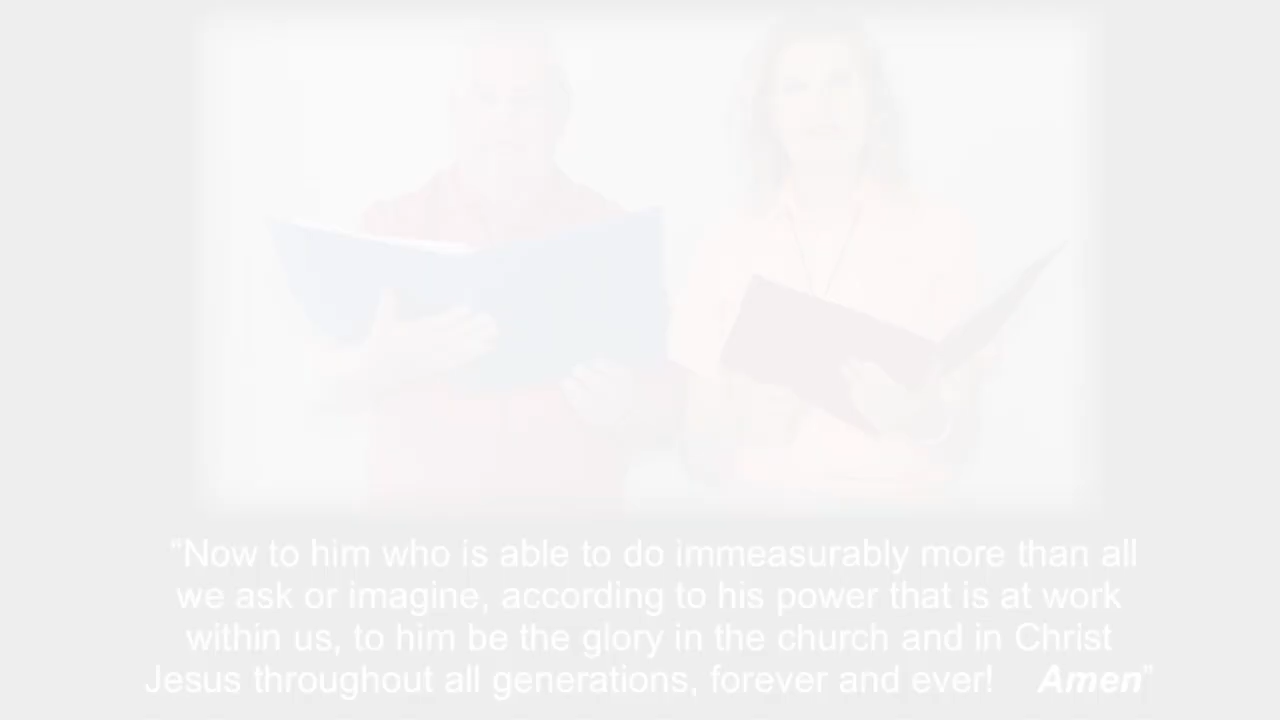 “Now to him who is able to do immeasurably more than all
we ask or imagine, according to his power that is at work
within us, to him be the glory in the church and in Christ
Jesus throughout all generations, forever and ever! Amen”